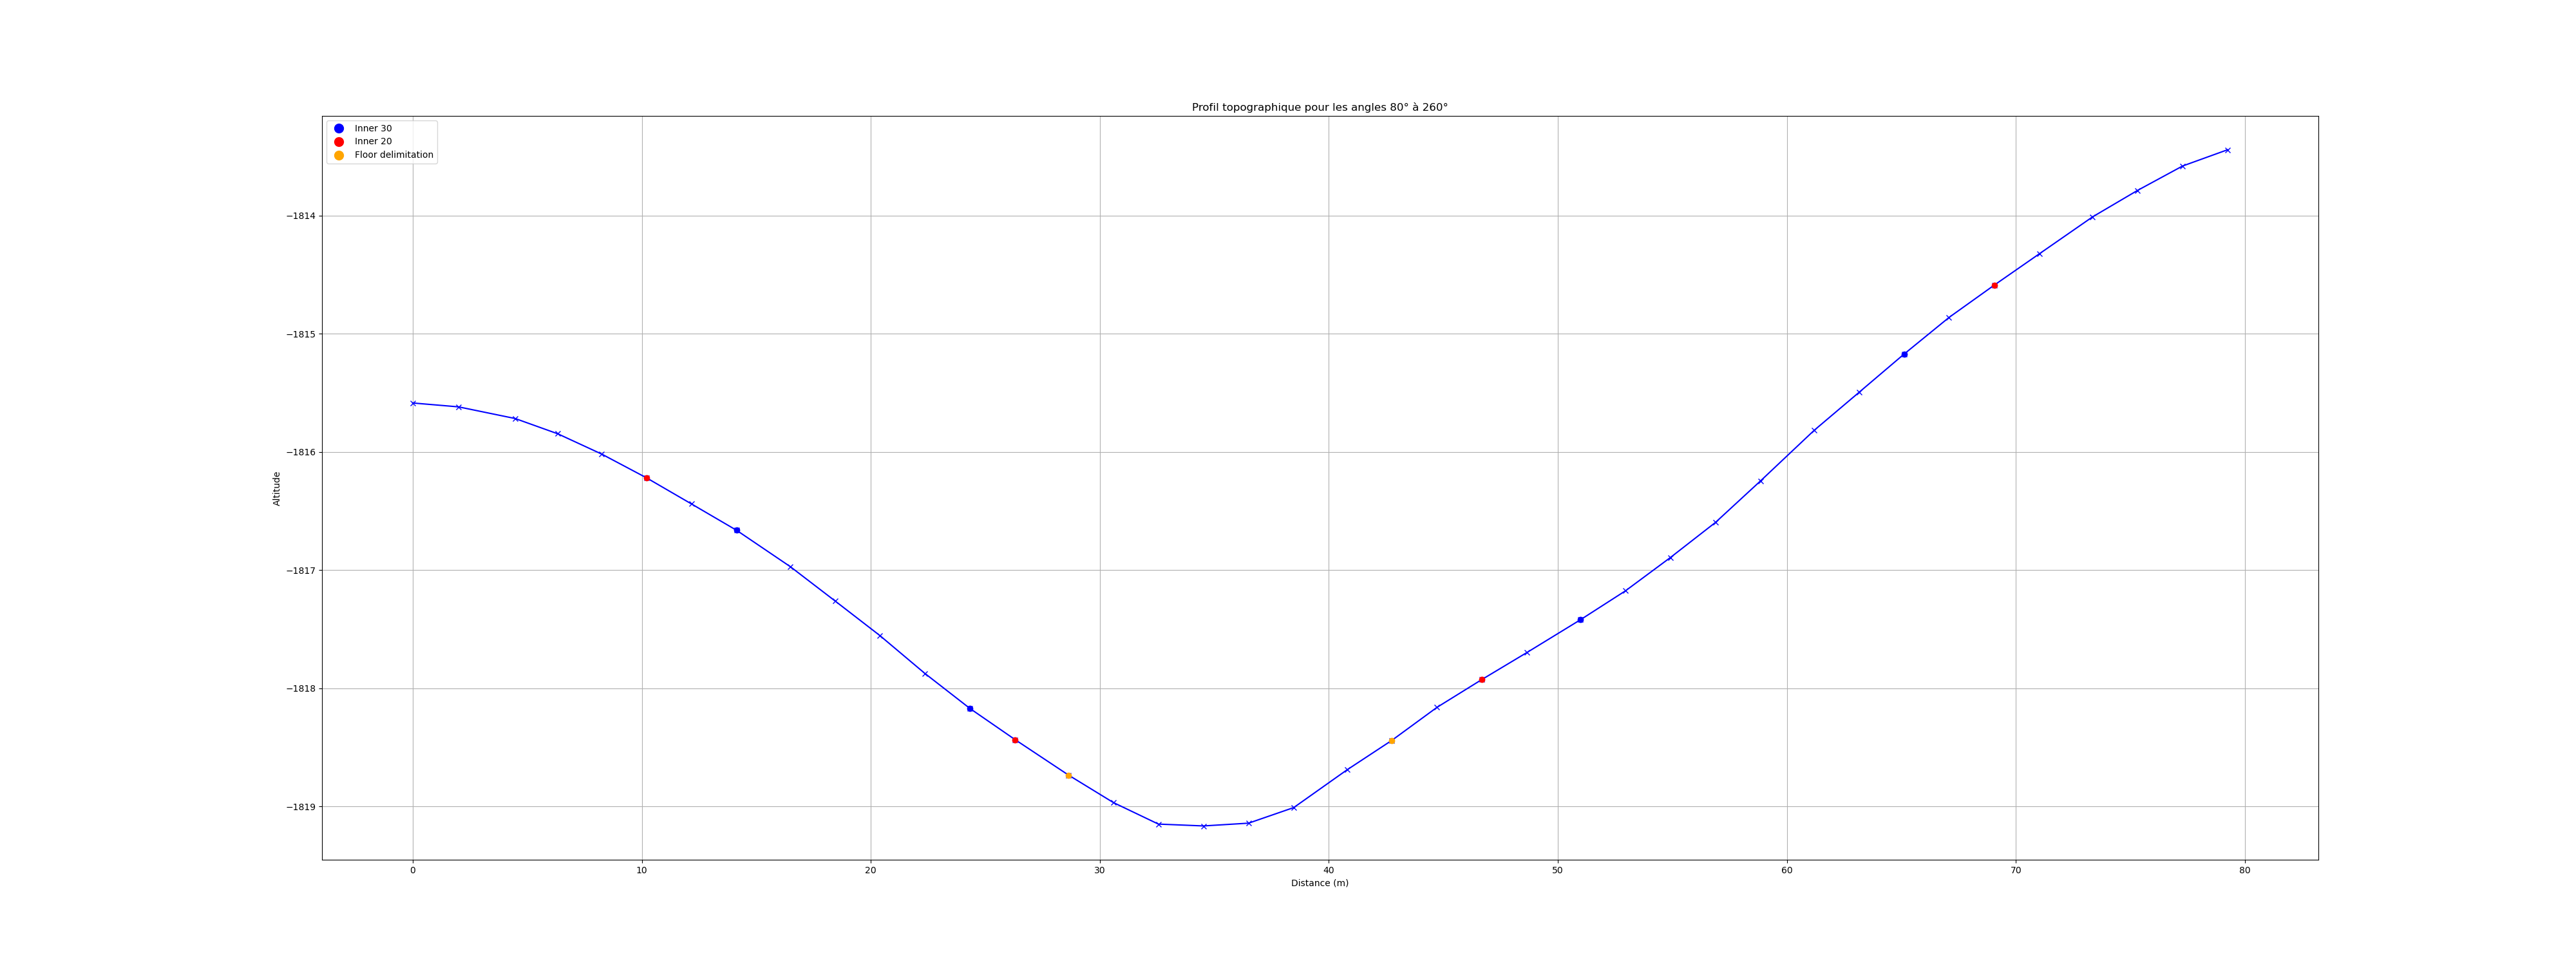 Profil topographique pour les angles 80° à 260°
Inner 30
Inner 20
Floor delimitation
−1814
−1815
−1816
−1817
−1818
−1819
Altitude
0 10 20 30 40 50 60 70 80
Distance (m)